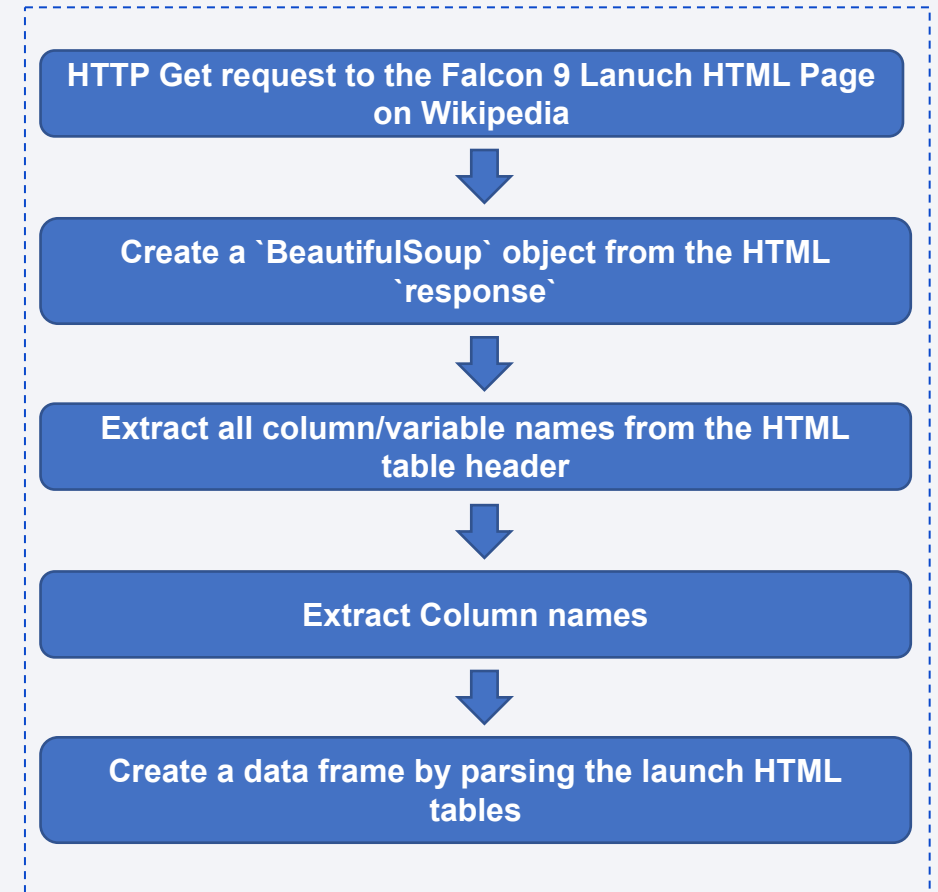 HTTP Get request to the Falcon 9 Lanuch HTML Page
on Wikipedia
Create a `BeautifulSoup` object from the HTML
`response`
Extract all column/variable names from the HTML
table header
Extract Column names
Create a data frame by parsing the launch HTML
tables